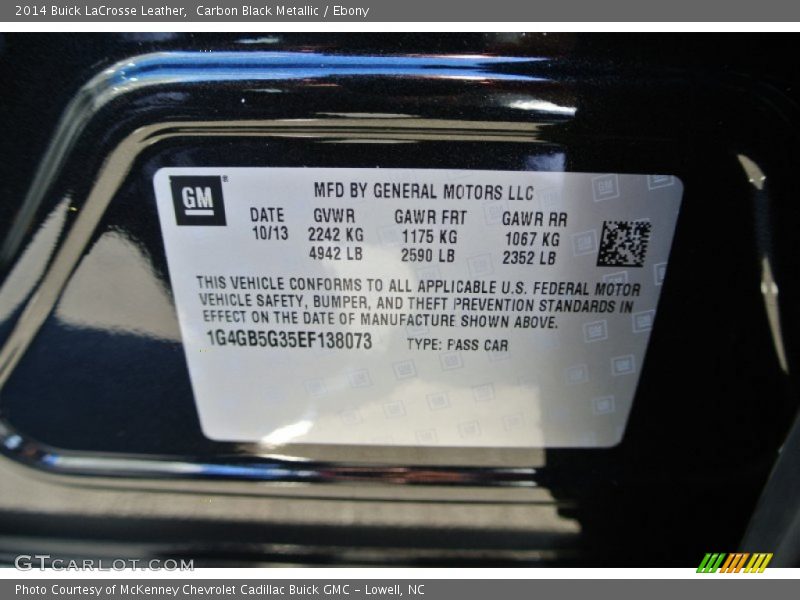 2014 Buick LaCrosse Leather,  Carbon Black Metallic / Ebony
GM®
MFD BY GENERAL MOTORS LLC
DATE GVWR GAWR FRT GAWR RR
10/13 2242 KG 1175 KG 1067 KG
4942 LB 2590 LB 2352 LB
THIS VEHICLE CONFORMS TO ALL APPLICABLE U.S. FEDERAL MOTOR
VEHICLE SAFETY, BUMPER, AND THEFT PREVENTION STANDARDS IN
EFFECT ON THE DATE OF MANUFACTURE SHOWN ABOVE.
1G4GB5G35EF138073 TYPE: PASS CAR
GTCARLOT.COM
Photo Courtesy of McKenney Chevrolet Cadillac Buick GMC - Lowell, NC